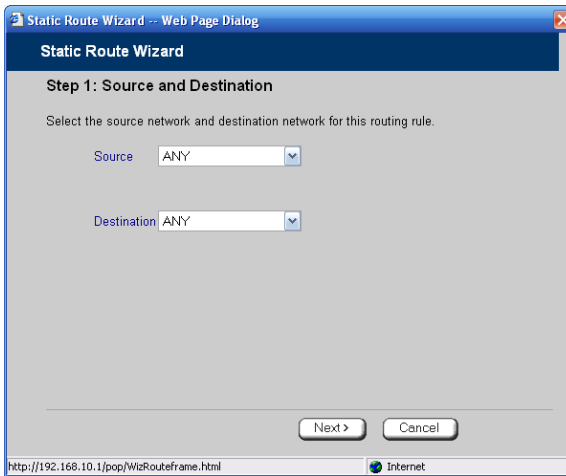 Static Route Wizard -- Web Page Dialog
Static Route Wizard
Step 1: Source and Destination
Select the source network and destination network for this routing rule.
Source ANY
Destination ANY
Next> Cancel
http://192.168.10.1/pop/WizRouteframe.html Internet